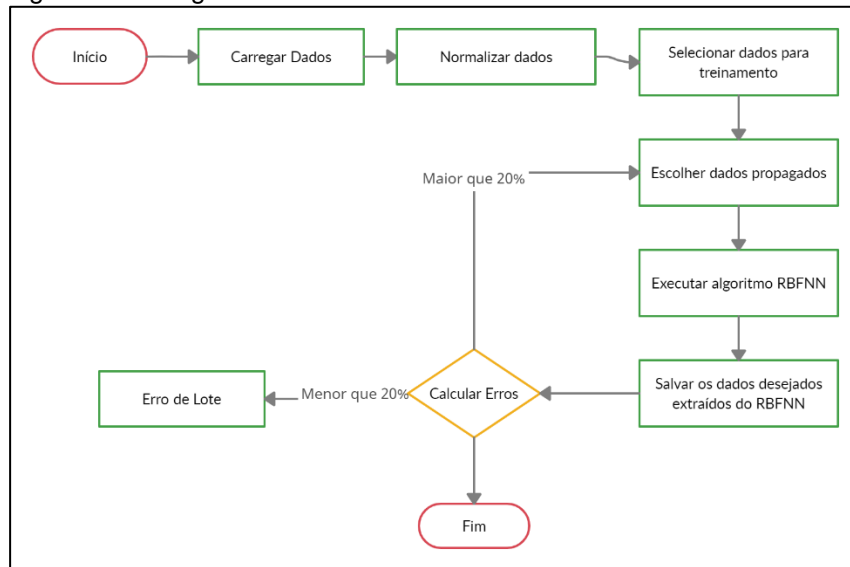 Início
Carregar Dados
Normalizar dados
Selecionar dados para
treinamento
Maior que 20%
Escolher dados propagados
Executar algoritmo RBFNN
Erro de Lote
Menor que 20%
Calcular Erros
Salvar os dados desejados
extraídos do RBFNN
Fim